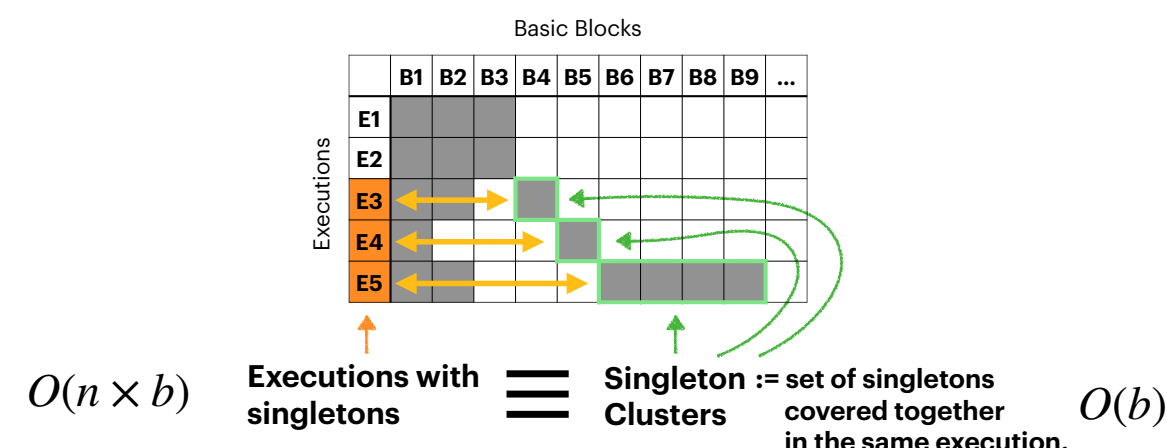 Basic Blocks
B1 B2 B3 B4 B5 B6 B7 B8 B9 ...
Executions
E1
E2
E3
E4
E5
O(n × b)
Executions with
singletons
≡
Singleton := set of singletons
Clusters covered together
in the same execution.
O(b)